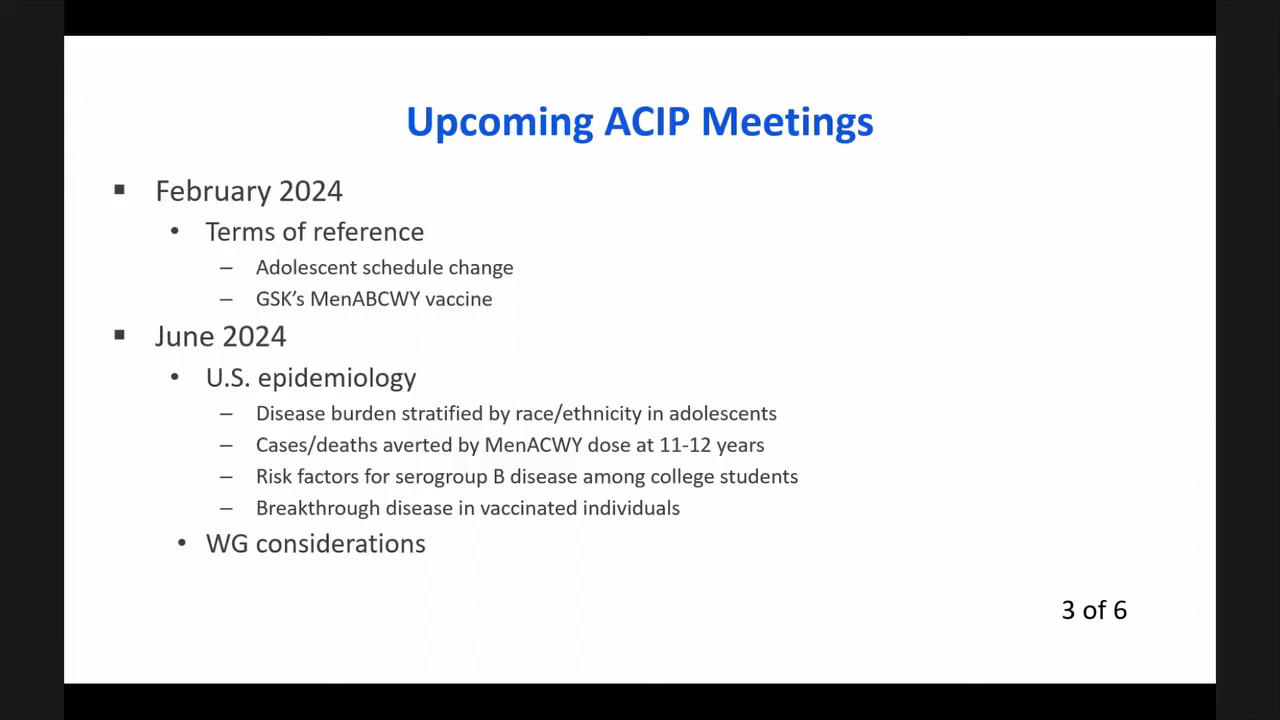 Upcoming ACIP Meetings
▪ February 2024
• Terms of reference
– Adolescent schedule change
– GSK’s MenABCWY vaccine
▪ June 2024
• U.S. epidemiology
– Disease burden stratified by race/ethnicity in adolescents
– Cases/deaths averted by MenACWY dose at 11-12 years
– Risk factors for serogroup B disease among college students
– Breakthrough disease in vaccinated individuals
• WG considerations
3 of 6